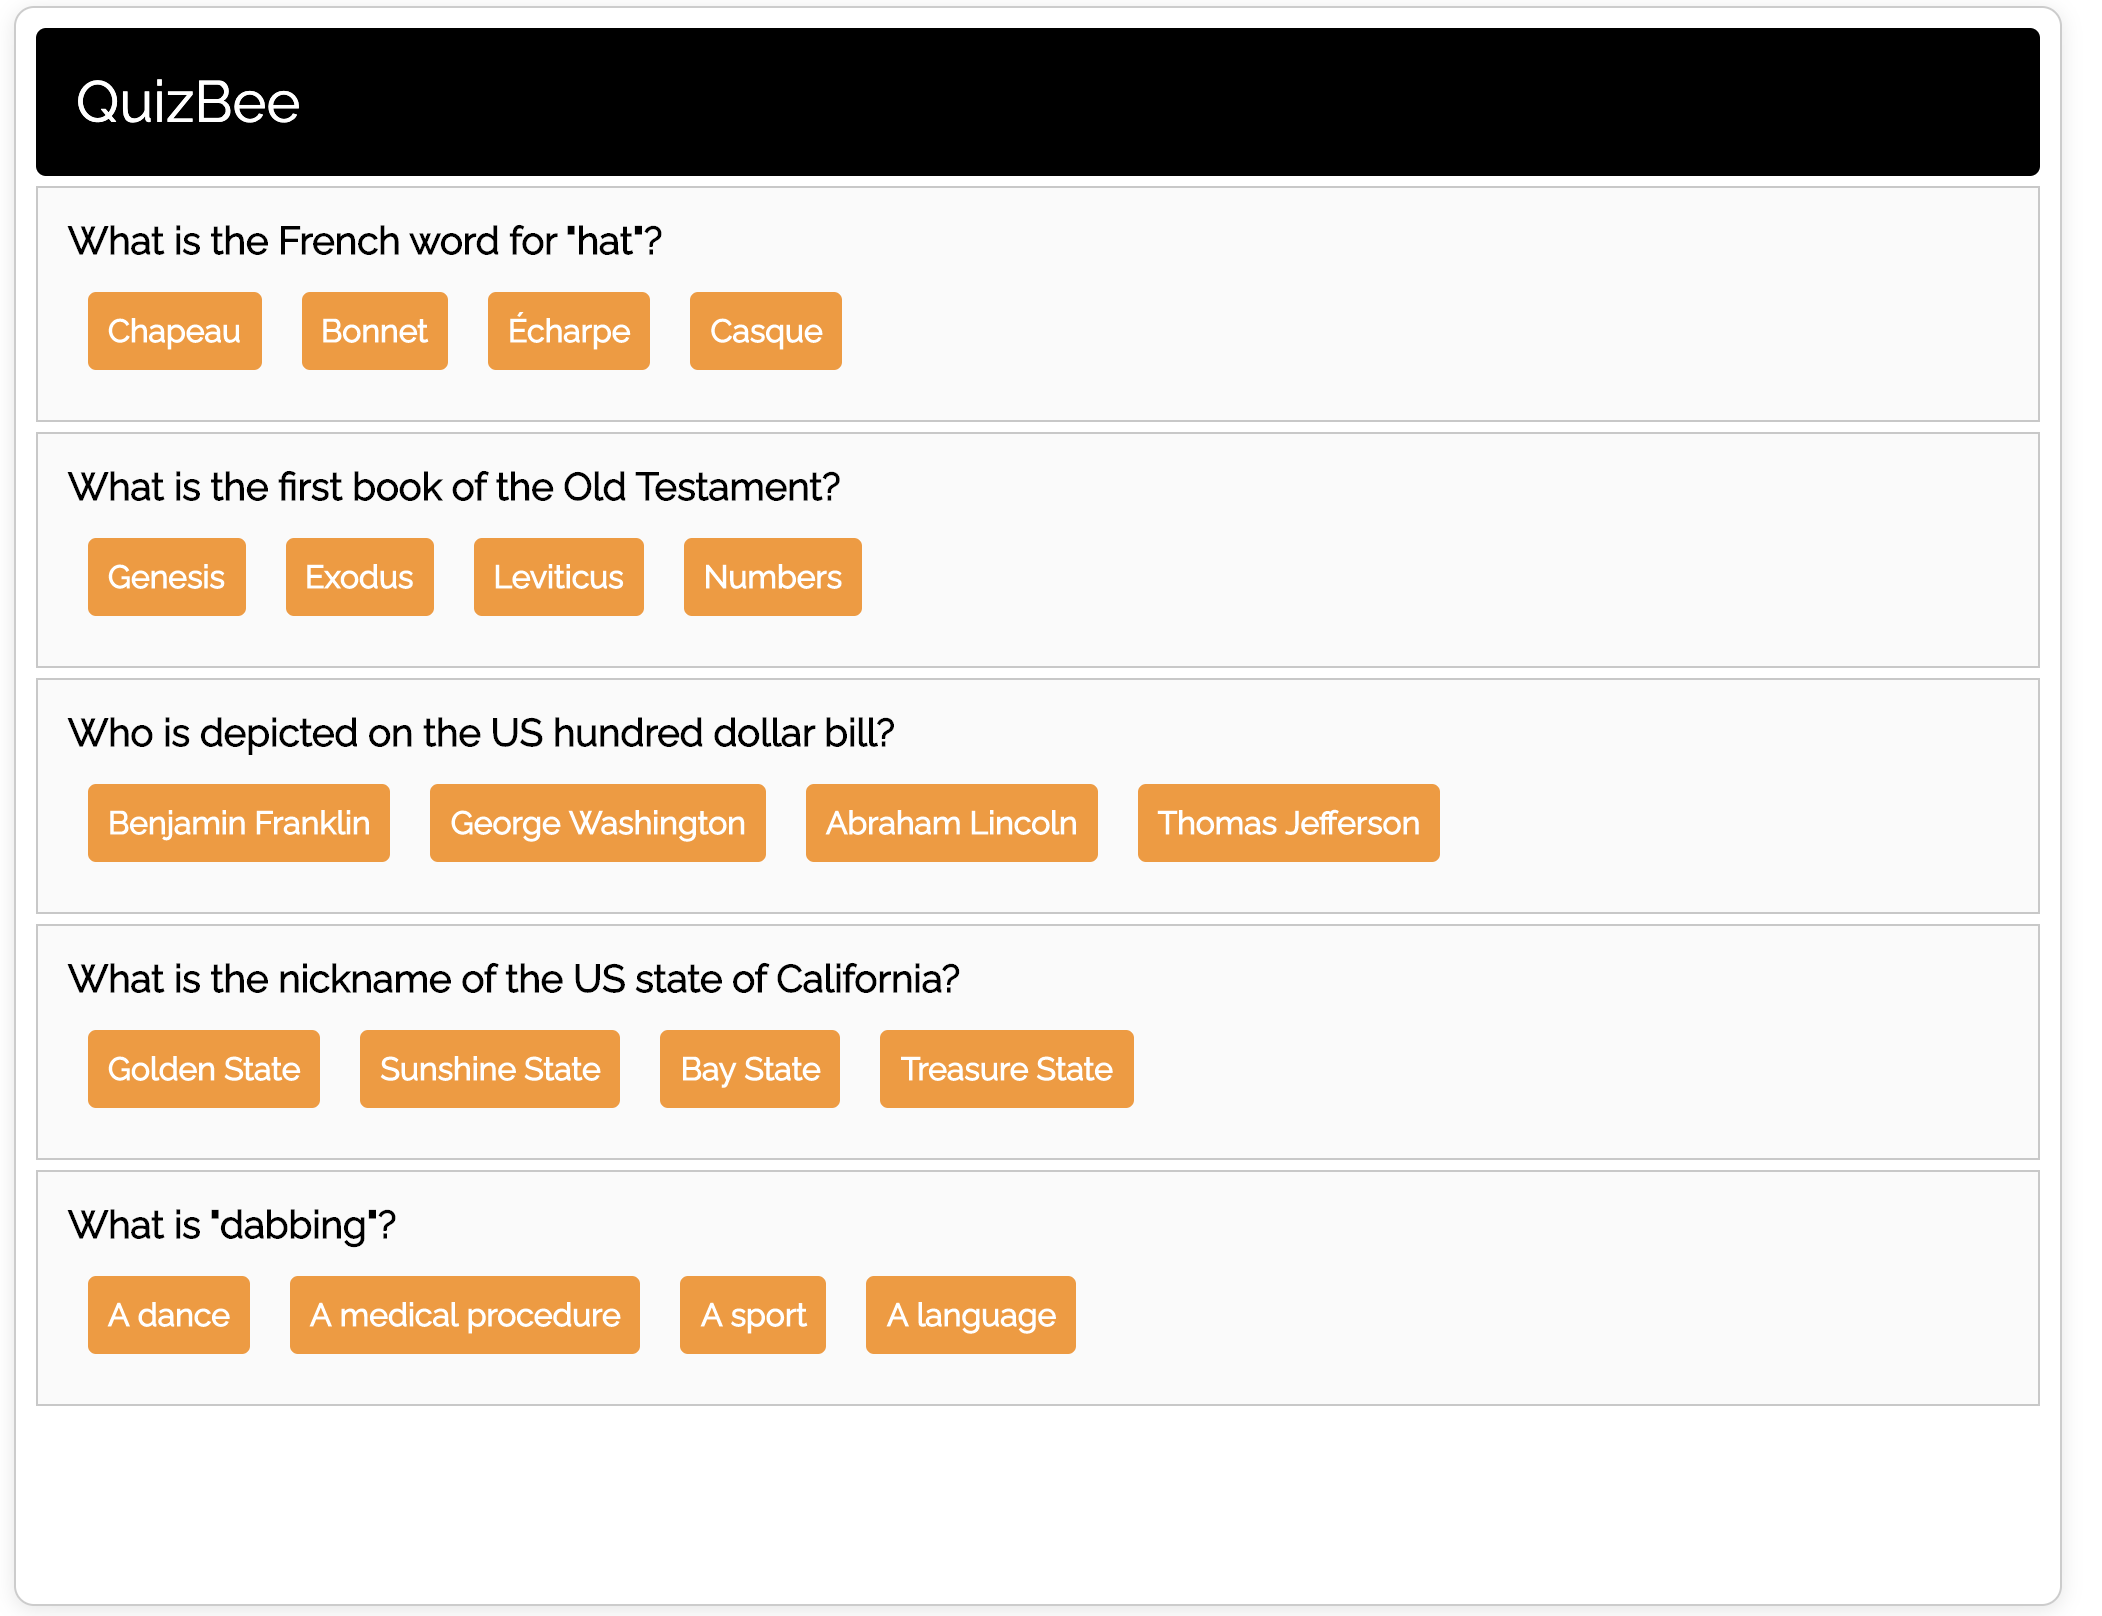 QuizBee
What is the French word for "hat"?
Chapeau Bonnet Écharpe Casque
What is the first book of the Old Testament?
Genesis Exodus Leviticus Numbers
Who is depicted on the US hundred dollar bill?
Benjamin Franklin George Washington Abraham Lincoln Thomas Jefferson
What is the nickname of the US state of California?
Golden State Sunshine State Bay State Treasure State
What is "dabbing"?
A dance A medical procedure A sport A language